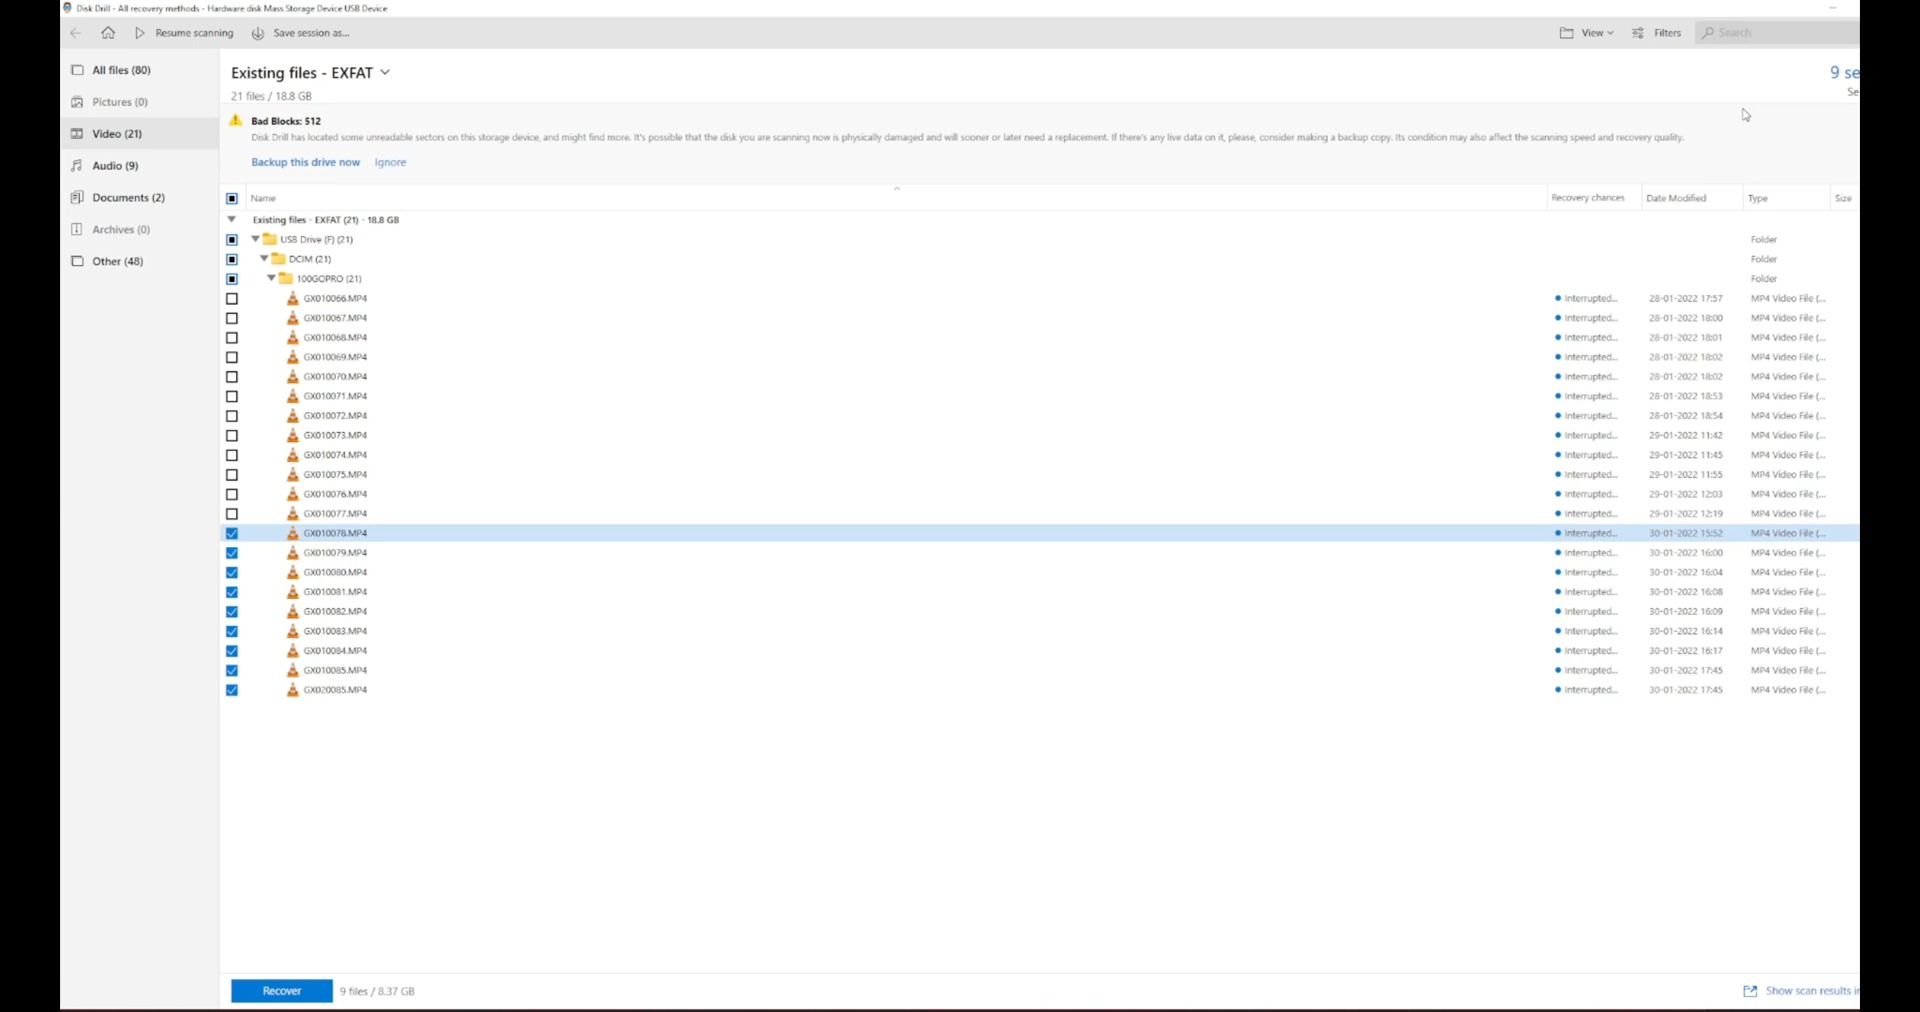 Disk Drill - All recovery methods - Hardware disk Mass Storage Device USB Device
Resume scanning Save session as... View Filters Search
All files (80)
Pictures (0)
Video (21)
Audio (9)
Documents (2)
Archives (0)
Other (48)
Existing files - EXFAT
9 se
21 files / 18.8 GB
Se
Bad Blocks: 512
Disk Drill has located some unreadable sectors on this storage device, and might find more. It's possible that the disk you are scanning now is physically damaged and will sooner or later need a replacement. If there's any live data on it, please, consider making a backup copy. Its condition may also affect the scanning speed and recovery quality.
Backup this drive now Ignore
Name Recovery chances Date Modified Type Size
Existing files - EXFAT (21) - 18.8 GB
USB Drive (F) (21) Folder
DCIM (21) Folder
100GOPRO (21) Folder
GX010066.MP4 Interrupted... 28-01-2022 17:57 MP4 Video File (...
GX010067.MP4 Interrupted... 28-01-2022 18:00 MP4 Video File (...
GX010068.MP4 Interrupted... 28-01-2022 18:01 MP4 Video File (...
GX010069.MP4 Interrupted... 28-01-2022 18:02 MP4 Video File (...
GX010070.MP4 Interrupted... 28-01-2022 18:02 MP4 Video File (...
GX010071.MP4 Interrupted... 28-01-2022 18:53 MP4 Video File (...
GX010072.MP4 Interrupted... 28-01-2022 18:54 MP4 Video File (...
GX010073.MP4 Interrupted... 29-01-2022 11:42 MP4 Video File (...
GX010074.MP4 Interrupted... 29-01-2022 11:45 MP4 Video File (...
GX010075.MP4 Interrupted... 29-01-2022 11:55 MP4 Video File (...
GX010076.MP4 Interrupted... 29-01-2022 12:03 MP4 Video File (...
GX010077.MP4 Interrupted... 29-01-2022 12:19 MP4 Video File (...
GX010078.MP4 Interrupted... 30-01-2022 15:52 MP4 Video File (...
GX010079.MP4 Interrupted... 30-01-2022 16:00 MP4 Video File (...
GX010080.MP4 Interrupted... 30-01-2022 16:04 MP4 Video File (...
GX010081.MP4 Interrupted... 30-01-2022 16:08 MP4 Video File (...
GX010082.MP4 Interrupted... 30-01-2022 16:09 MP4 Video File (...
GX010083.MP4 Interrupted... 30-01-2022 16:14 MP4 Video File (...
GX010084.MP4 Interrupted... 30-01-2022 16:17 MP4 Video File (...
GX010085.MP4 Interrupted... 30-01-2022 17:45 MP4 Video File (...
GX020085.MP4 Interrupted... 30-01-2022 17:45 MP4 Video File (...
Recover 9 files / 8.37 GB Show scan results i